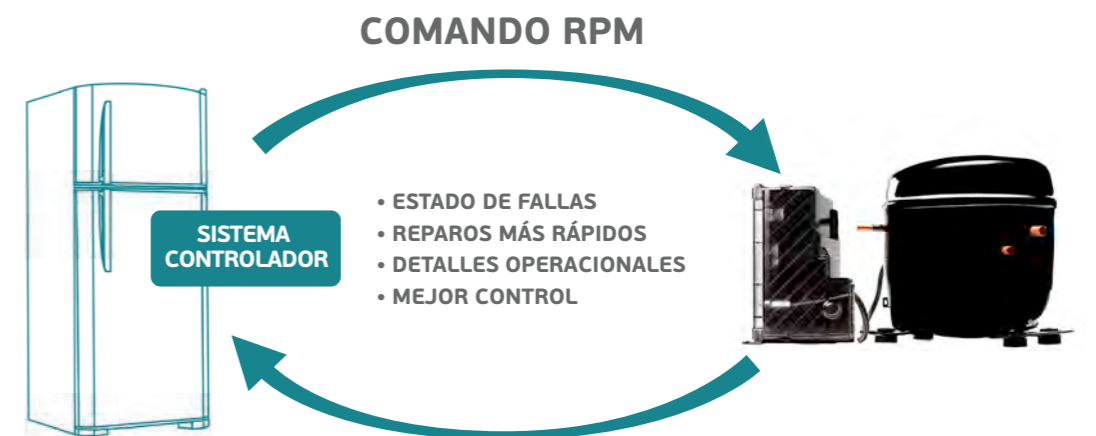 COMANDO RPM
SISTEMA
CONTROLADOR
• ESTADO DE FALLAS
• REPAROS MÁS RÁPIDOS
• DETALLES OPERACIONALES
• MEJOR CONTROL